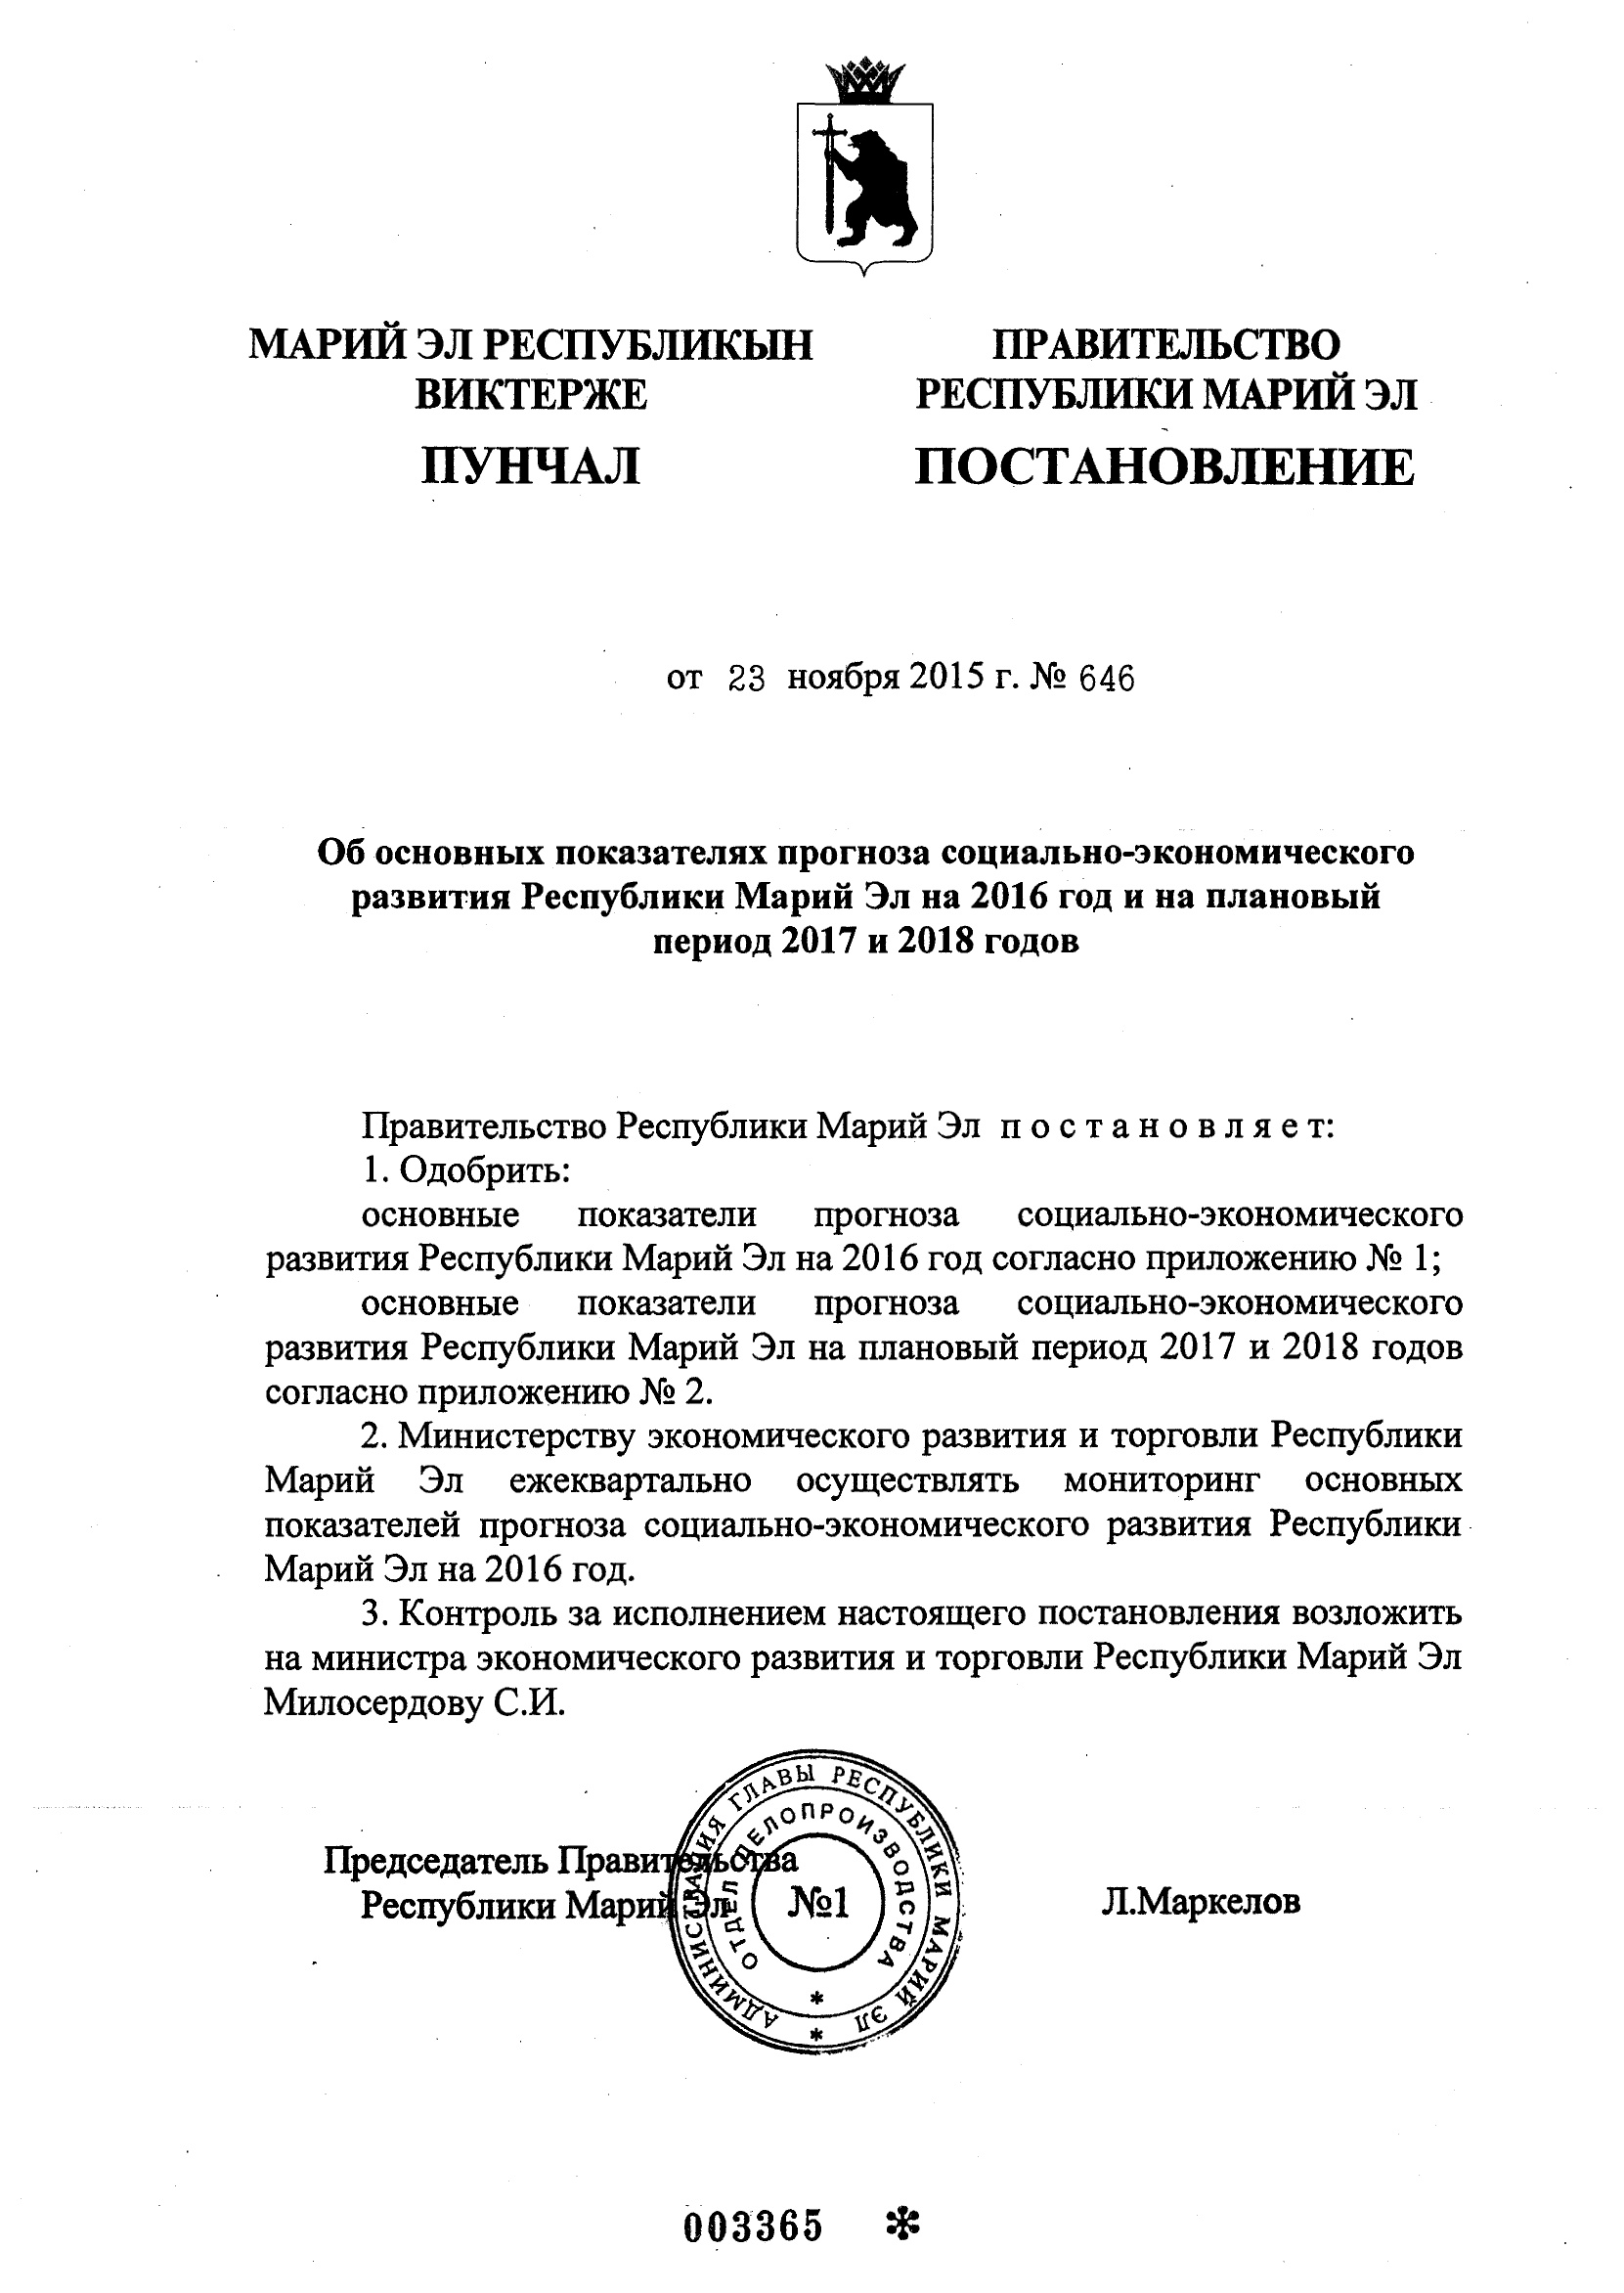 МАРИЙ ЭЛ РЕСПУБЛИКЫН
ВИКТЕРЖЕ
ПУНЧАЛ
ПРАВИТЕЛЬСТВО
РЕСПУБЛИКИ МАРИЙ ЭЛ
ПОСТАНОВЛЕНИЕ
от 23 ноября 2015 г. № 646
Об основных показателях прогноза социально-экономического
развития Республики Марий Эл на 2016 год и на плановый
период 2017 и 2018 годов
Правительство Республики Марий Эл п о с т а н о в л я е т:
1. Одобрить:
основные показатели прогноза социально-экономического
развития Республики Марий Эл на 2016 год согласно приложению № 1;
основные показатели прогноза социально-экономического
развития Республики Марий Эл на плановый период 2017 и 2018 годов
согласно приложению № 2.
2. Министерству экономического развития и торговли Республики
Марий Эл ежеквартально осуществлять мониторинг основных
показателей прогноза социально-экономического развития Республики
Марий Эл на 2016 год.
3. Контроль за исполнением настоящего постановления возложить
на министра экономического развития и торговли Республики Марий Эл
Милосердову С.И.
Председатель Правительства
Республики Марий Эл
АДМИНИСТРАЦИЯ ГЛАВЫ РЕСПУБЛИКИ МАРИЙ ЭЛ *
ОТДЕЛ ДЕЛОПРОИЗВОДСТВА *
№1
Л.Маркелов
003365 *